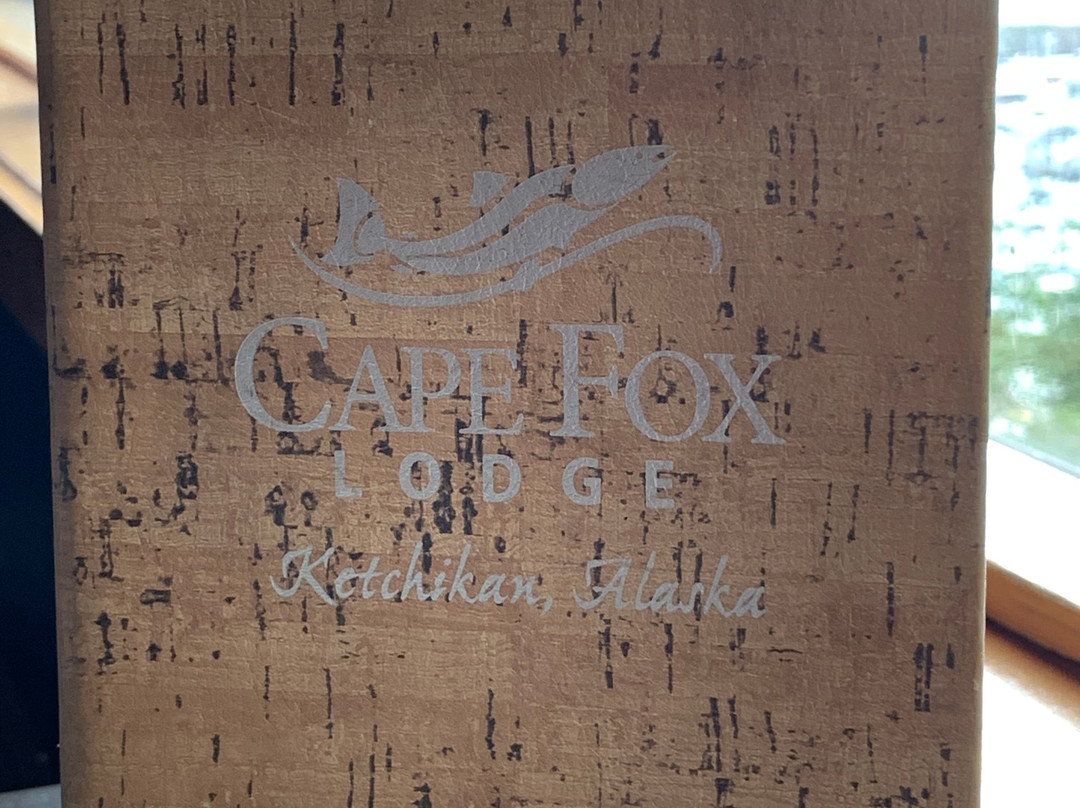 CAPE FOX
LODGE
Ketchikan, Alaska